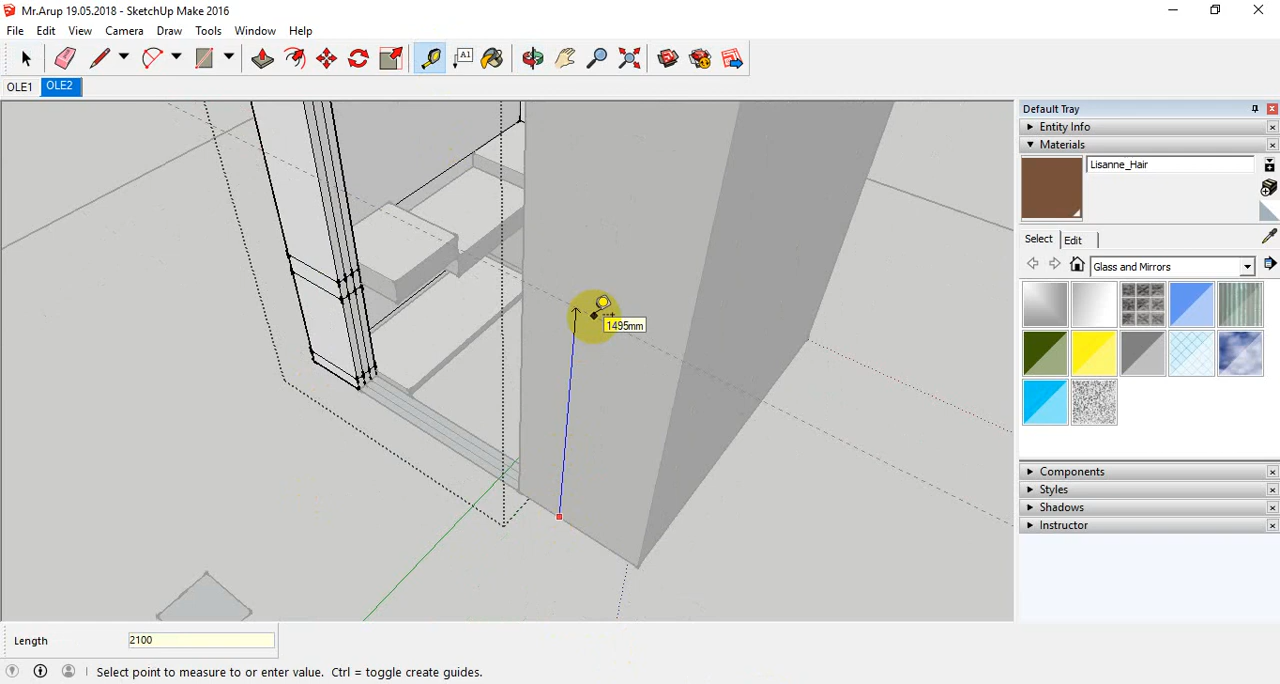 Mr.Arup 19.05.2018 - SketchUp Make 2016
File Edit View Camera Draw Tools Window Help
A1
OLE1 OLE2
Default Tray
Entity Info
Materials
Lisanne_Hair
Select Edit
Glass and Mirrors
1495mm
Components
Styles
Shadows
Instructor
Length 2100
Select point to measure to or enter value. Ctrl = toggle create guides.